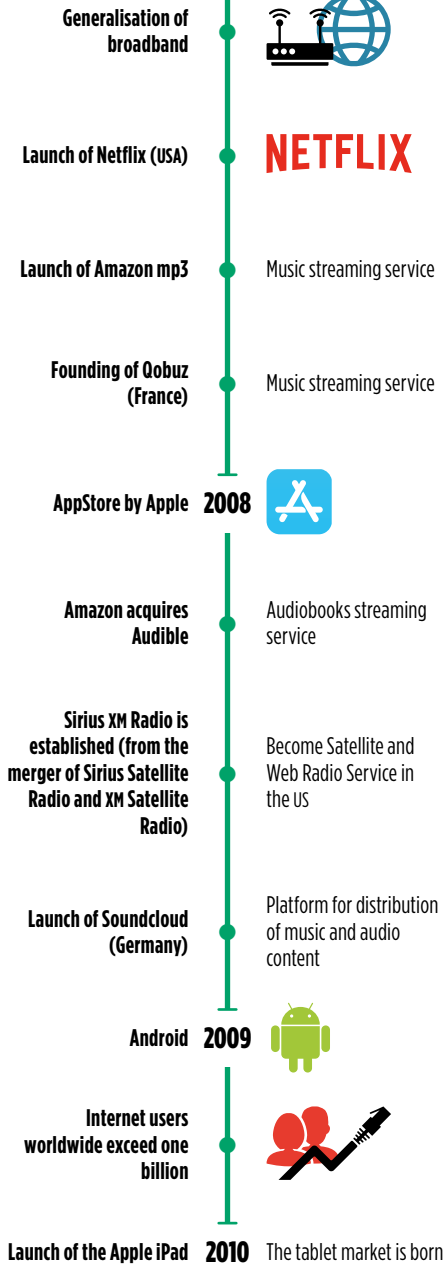 Generalisation of
broadband
Launch of Netflix (USA)
NETFLIX
Launch of Amazon mp3
Music streaming service
Founding of Qobuz
(France)
Music streaming service
AppStore by Apple 2008
Amazon acquires
Audible
Audiobooks streaming
service
Sirius XM Radio is
established (from the
merger of Sirius Satellite
Radio and XM Satellite
Radio)
Become Satellite and
Web Radio Service in
the US
Launch of Soundcloud
(Germany)
Platform for distribution
of music and audio
content
Android 2009
Internet users
worldwide exceed one
billion
Launch of the Apple iPad 2010 The tablet market is born